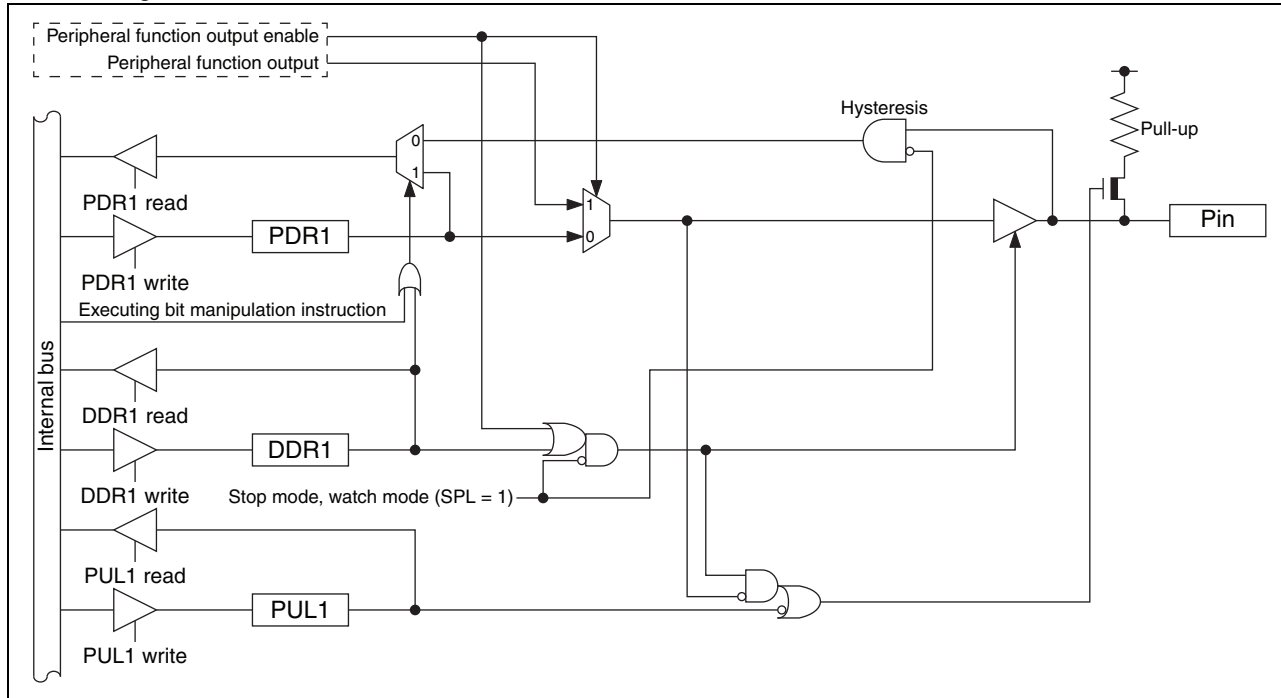 Peripheral function output enable
Peripheral function output
Hysteresis
Pull-up
0
1
PDR1 read
1
0
PDR1
Pin
PDR1 write
Executing bit manipulation instruction
Internal bus
DDR1 read
DDR1
DDR1 write
Stop mode, watch mode (SPL = 1)
PUL1 read
PUL1
PUL1 write